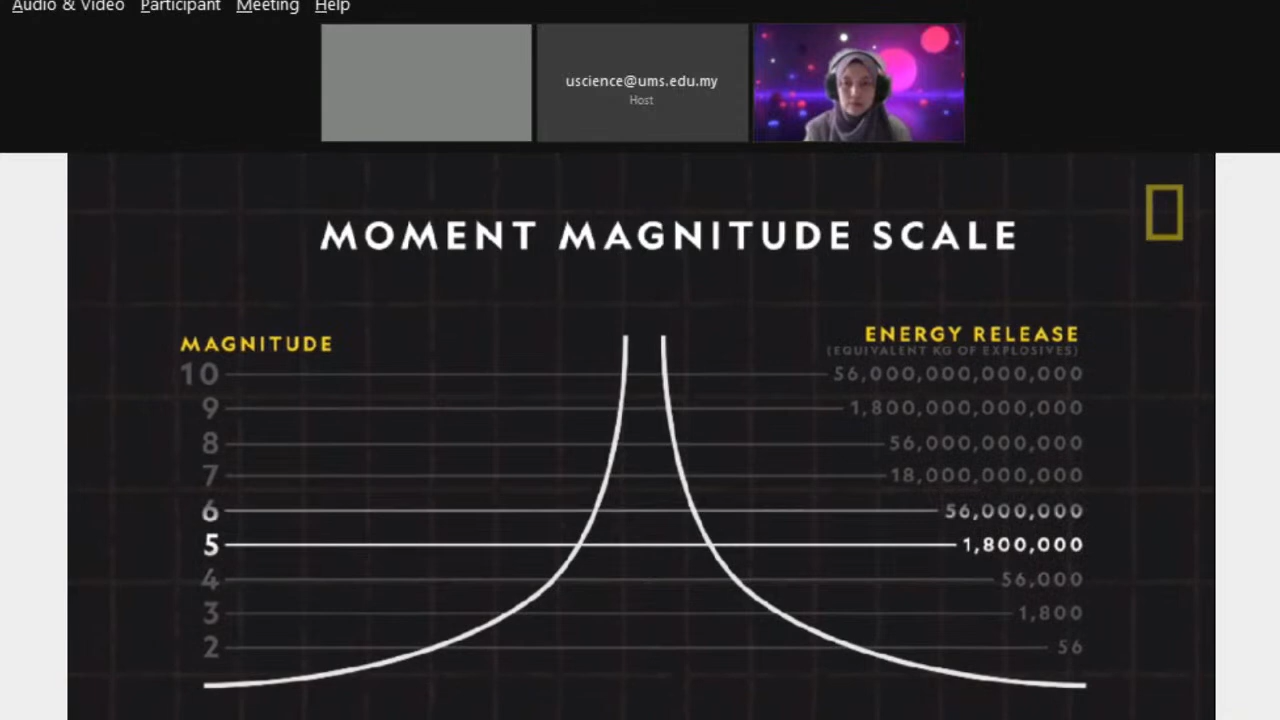 Audio & Video Participant Meeting Help
uscience@ums.edu.my
Host
MOMENT MAGNITUDE SCALE
MAGNITUDE ENERGY RELEASE
(EQUIVALENT KG OF EXPLOSIVES)
10 56,000,000,000,000
9 1,800,000,000,000
8 56,000,000,000
7 18,000,000,000
6 56,000,000
5 1,800,000
4 56,000
3 1,800
2 56